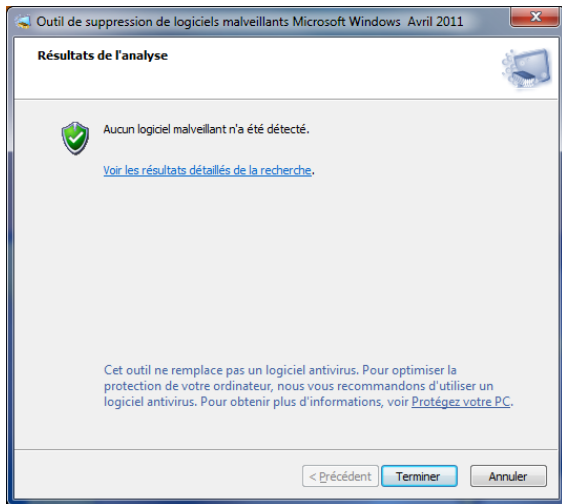 Outil de suppression de logiciels malveillants Microsoft Windows Avril 2011
Résultats de l'analyse
Aucun logiciel malveillant n'a été détecté.
Voir les résultats détaillés de la recherche.
Cet outil ne remplace pas un logiciel antivirus. Pour optimiser la
protection de votre ordinateur, nous vous recommandons d'utiliser un
logiciel antivirus. Pour obtenir plus d'informations, voir Protégez votre PC.
< Précédent Terminer Annuler